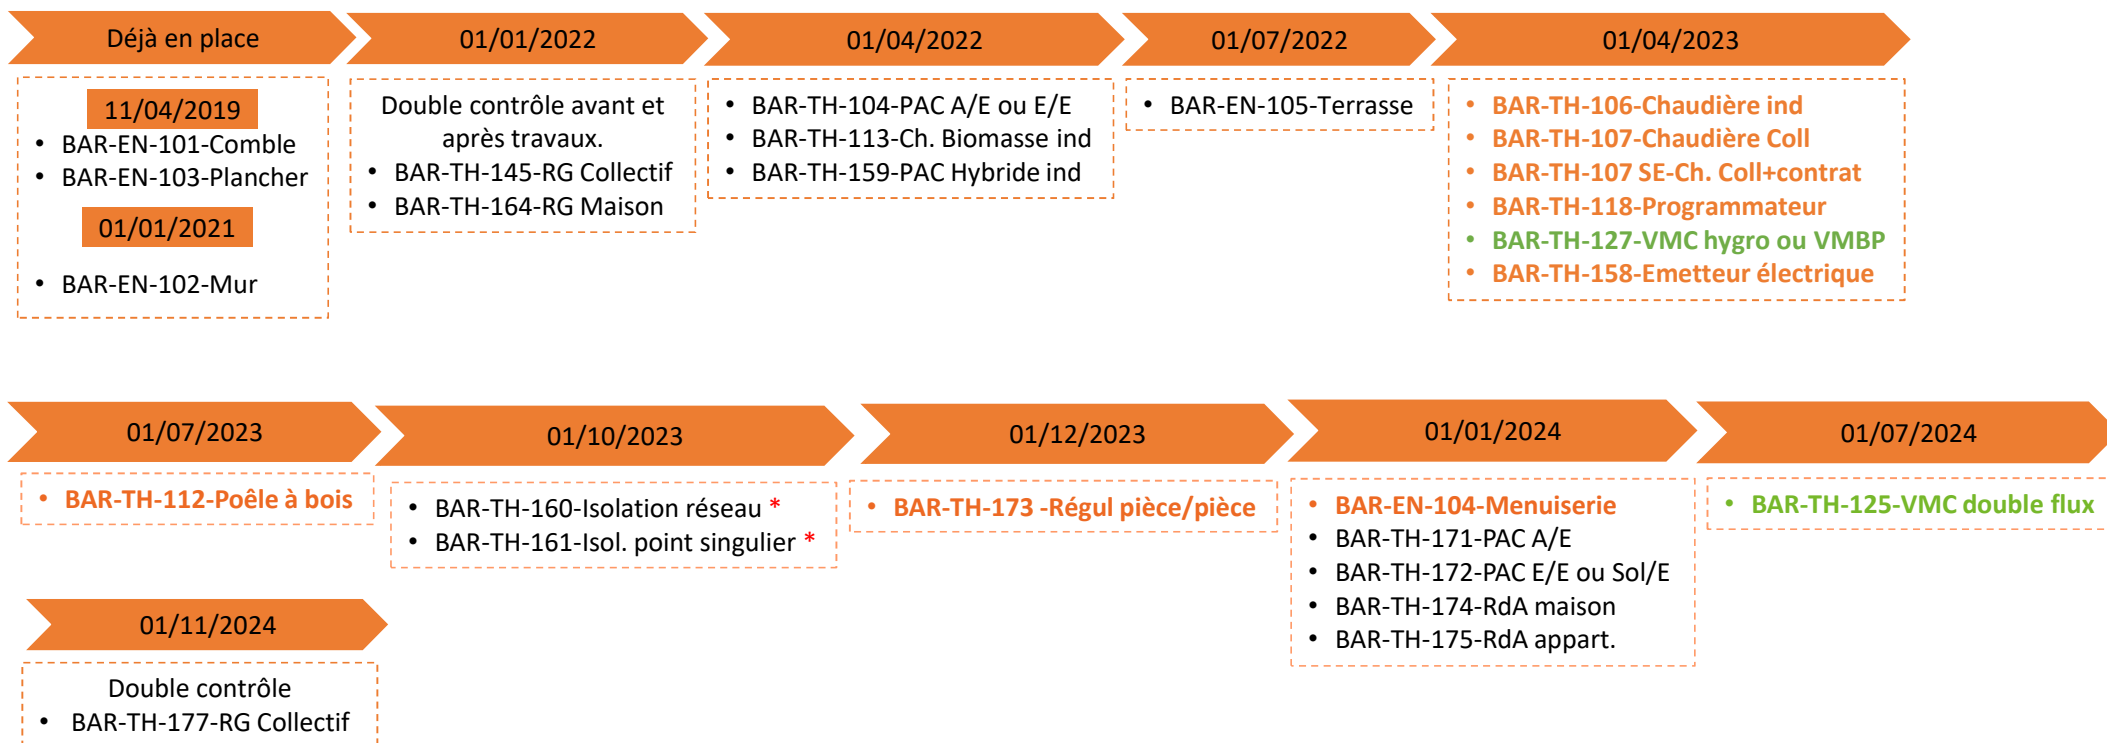 Déjà en place
11/04/2019
• BAR-EN-101-Comble
• BAR-EN-103-Plancher
01/01/2021
• BAR-EN-102-Mur
01/01/2022
Double contrôle avant et
après travaux.
• BAR-TH-145-RG Collectif
• BAR-TH-164-RG Maison
01/04/2022
• BAR-TH-104-PAC A/E ou E/E
• BAR-TH-113-Ch. Biomasse ind
• BAR-TH-159-PAC Hybride ind
01/07/2022
• BAR-EN-105-Terrasse
01/04/2023
• BAR-TH-106-Chaudière ind
• BAR-TH-107-Chaudière Coll
• BAR-TH-107 SE-Ch. Coll+contrat
• BAR-TH-118-Programmateur
• BAR-TH-127-VMC hygro ou VMBP
• BAR-TH-158-Emetteur électrique
01/07/2023
• BAR-TH-112-Poêle à bois
01/10/2023
• BAR-TH-160-Isolation réseau *
• BAR-TH-161-Isol. point singulier *
01/12/2023
• BAR-TH-173 -Régul pièce/pièce
01/01/2024
• BAR-EN-104-Menuiserie
• BAR-TH-171-PAC A/E
• BAR-TH-172-PAC E/E ou Sol/E
• BAR-TH-174-RdA maison
• BAR-TH-175-RdA appart.
01/07/2024
• BAR-TH-125-VMC double flux
01/11/2024
Double contrôle
• BAR-TH-177-RG Collectif